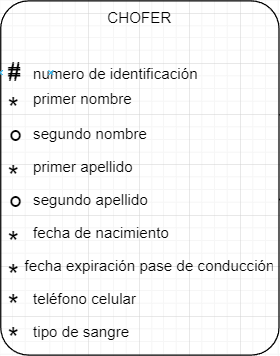 CHOFER
# numero de identificación
* primer nombre
o segundo nombre
* primer apellido
o segundo apellido
* fecha de nacimiento
* fecha expiración pase de conducción
* teléfono celular
* tipo de sangre